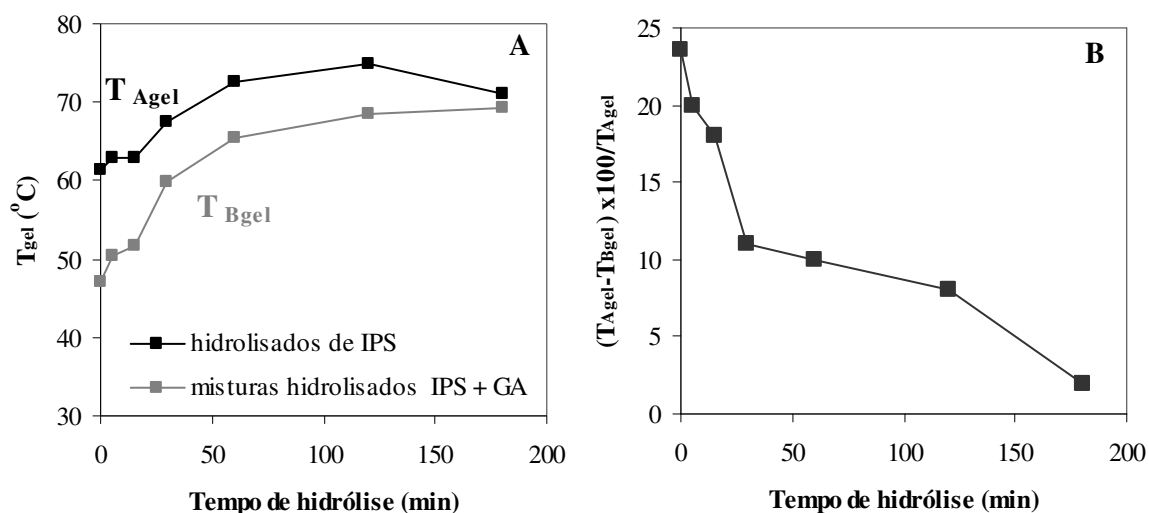 A
80
70
60
50
40
30
T Agel
T Bgel
Tgel (°C)
hidrolisados de IPS
misturas hidrolisados IPS + GA
0 50 100 150 200
Tempo de hidrólise (min)
B
25
20
15
10
5
0
(TAgel-TBgel) x100/TAgel
0 50 100 150 200
Tempo de hidrólise (min)